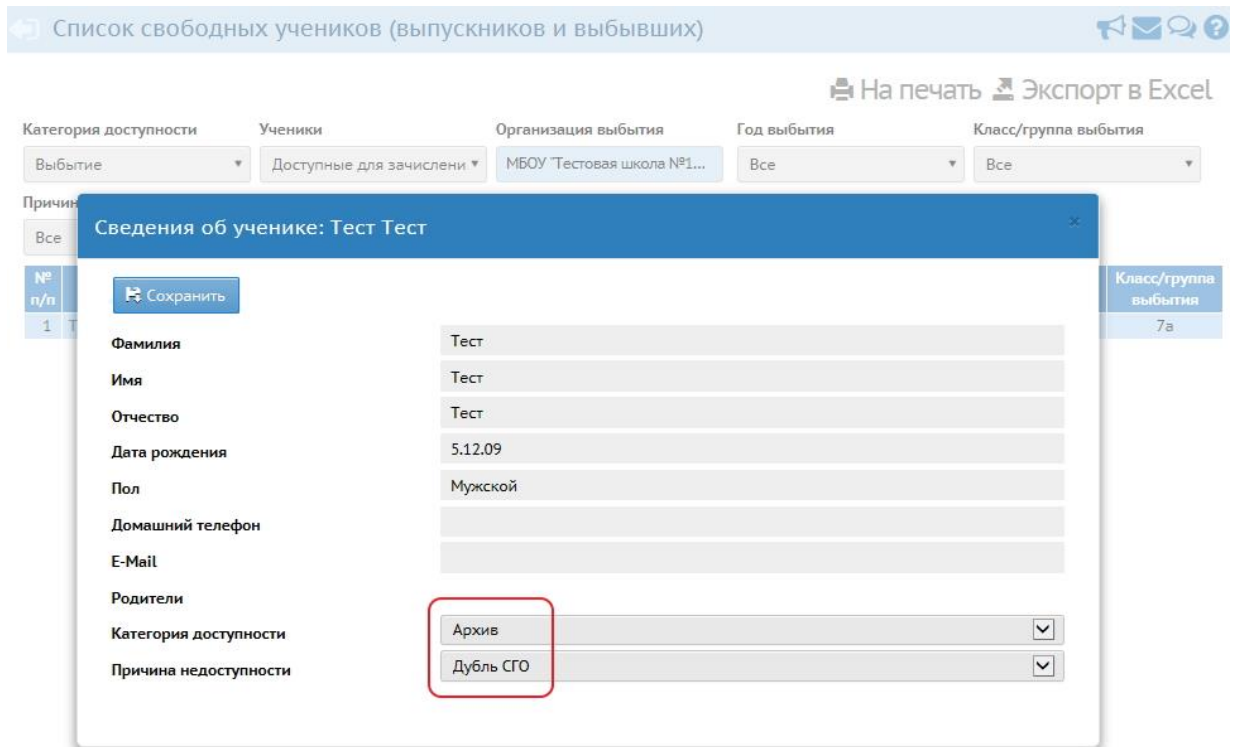 Список свободных учеников (выпускников и выбывших)
На печать Экспорт в Excel
Категория доступности Ученики Организация выбытия Год выбытия Класс/группа выбытия
Выбытие Доступные для зачислени МБОУ "Тестовая школа №1... Все Все
Причин
Все
Сведения об ученике: Тест Тест
№ п/п
Класс/группа выбытия
1 Т
7а
Сохранить
Фамилия Тест
Имя Тест
Отчество Тест
Дата рождения 5.12.09
Пол Мужской
Домашний телефон
E-Mail
Родители
Категория доступности Архив
Причина недоступности Дубль СГО